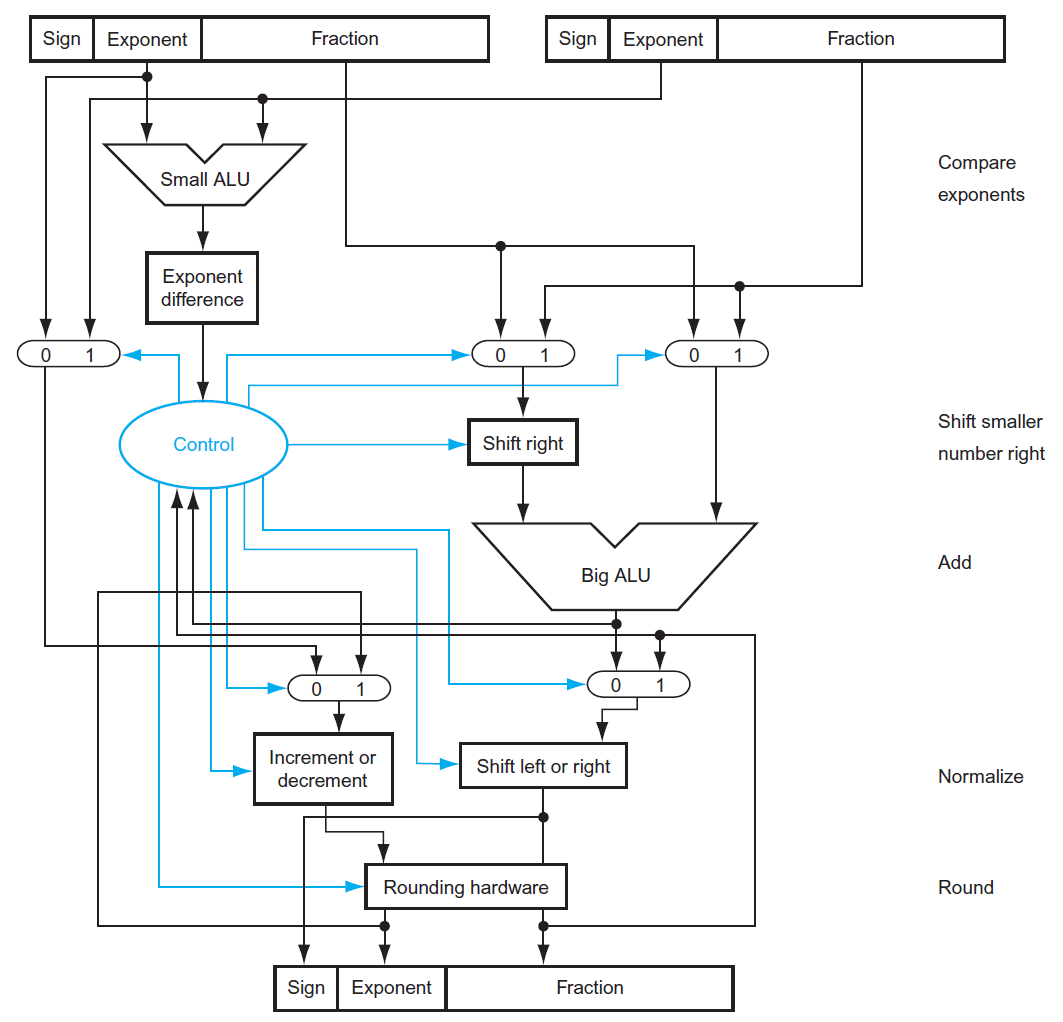 Sign Exponent Fraction
Sign Exponent Fraction
Small ALU
Compare
exponents
Exponent
difference
0 1
0 1
0 1
Control
Shift right
Shift smaller
number right
Big ALU
Add
0 1
0 1
Increment or
decrement
Shift left or right
Normalize
Rounding hardware
Round
Sign Exponent Fraction